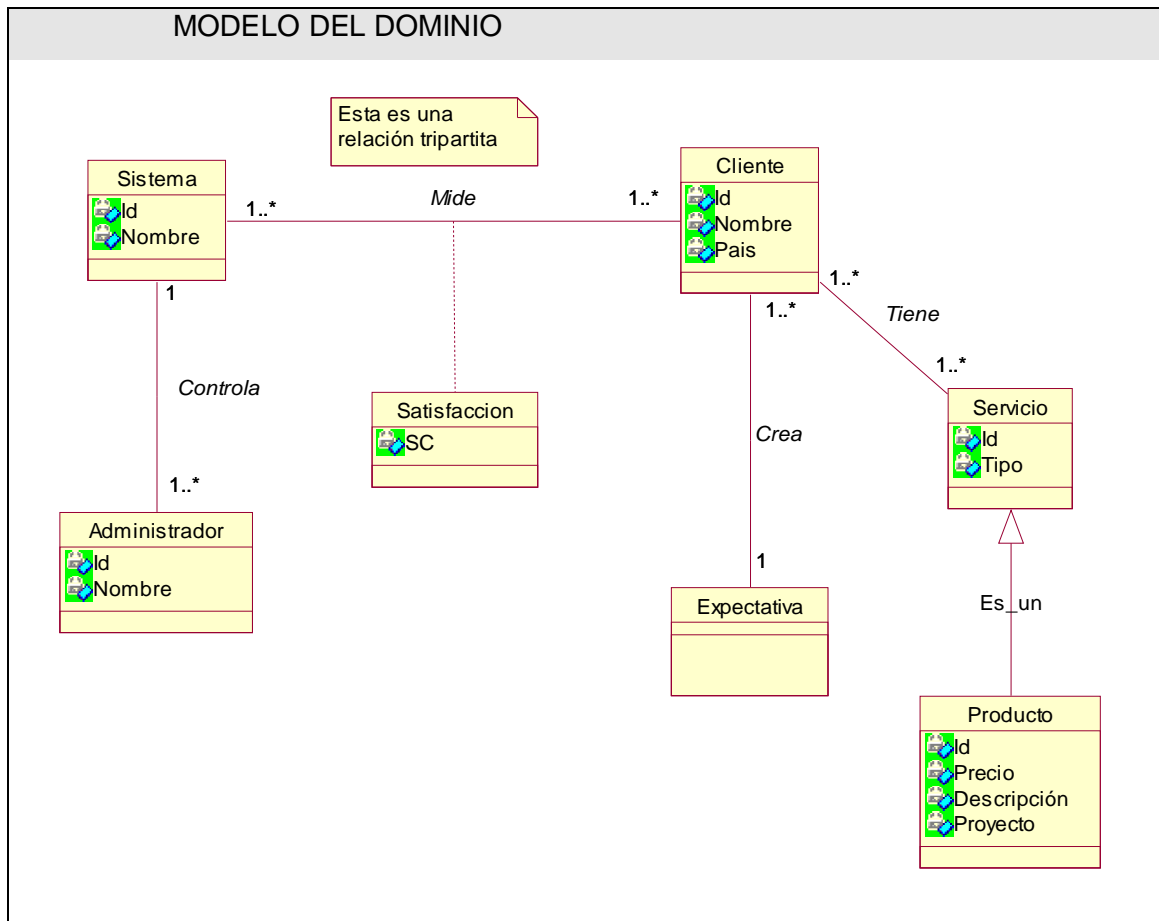 MODELO DEL DOMINIO
Esta es una
relación tripartita
Sistema
Id
Nombre
1..*
Mide
1..*
Cliente
Id
Nombre
Pais
1
Controla
1..*
Administrador
Id
Nombre
Satisfaccion
SC
1..*
Crea
1
Expectativa
1..*
Tiene
1..*
Servicio
Id
Tipo
Es_un
Producto
Id
Precio
Descripción
Proyecto